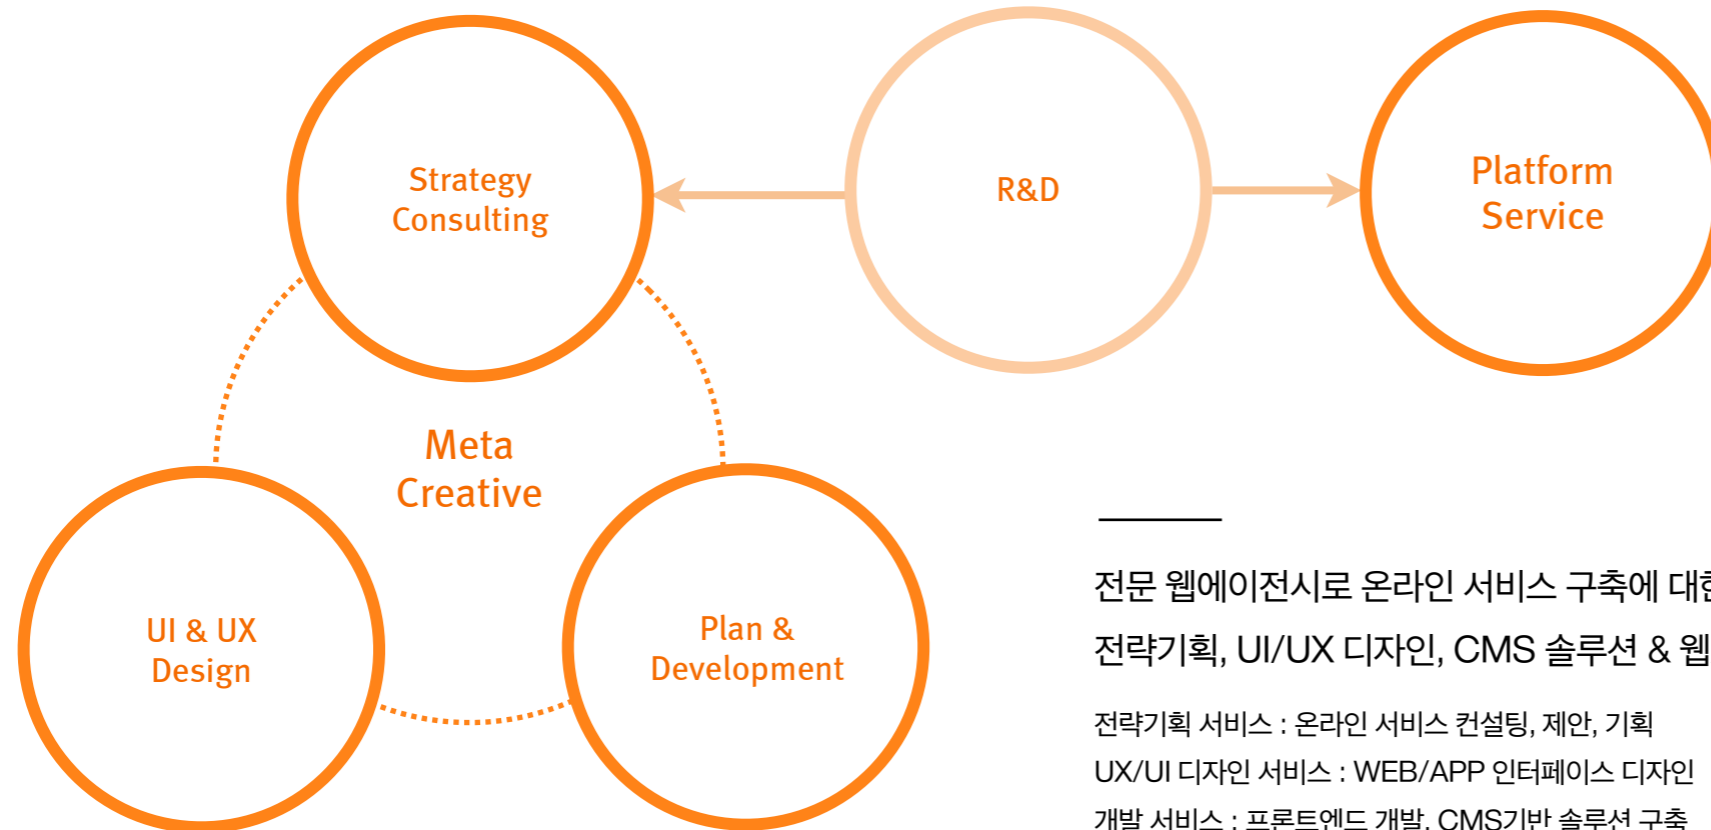 Strategy
Consulting
R&D
Platform
Service
Meta
Creative
UI & UX
Design
Plan &
Development
전문 웹에이전시로 온라인 서비스 구축에 대한
전략기획, UI/UX 디자인, CMS 솔루션 & 웹
전략기획 서비스 : 온라인 서비스 컨설팅, 제안, 기획
UX/UI 디자인 서비스 : WEB/APP 인터페이스 디자인
개발 서비스 : 프론트엔드 개발, CMS기반 솔루션 구축